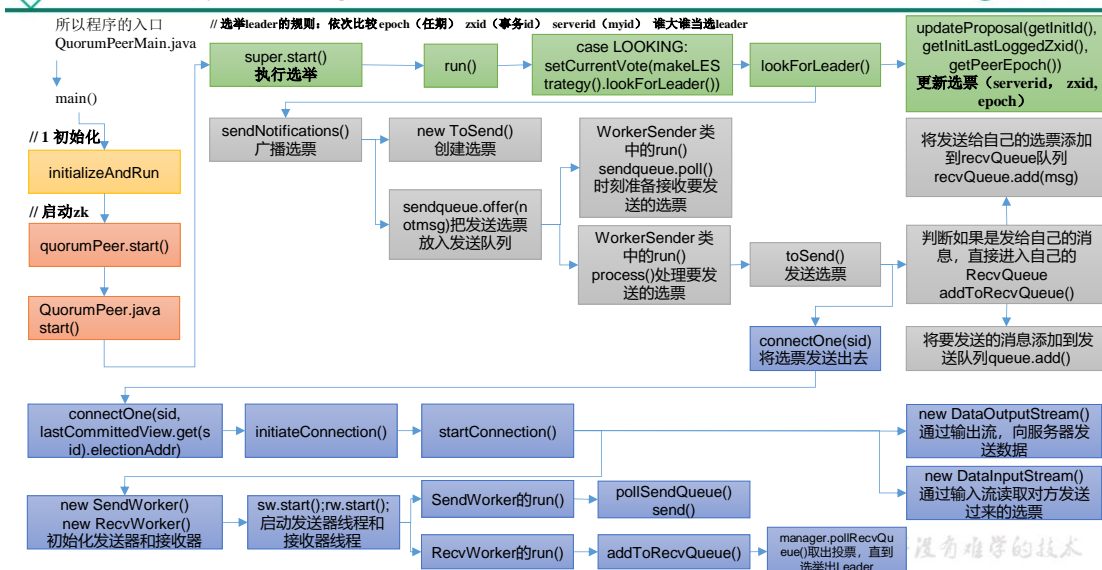 所以程序的入口
QuorumPeerMain.java
// 选举leader的规则：依次比较epoch（任期） zxid（事务id） serverid（myid） 谁大谁当选leader
main()
// 1 初始化
initializeAndRun
// 启动zk
quorumPeer.start()
QuorumPeer.java
start()
super.start()
执行选举
run()
case LOOKING:
setCurrentVote(makeLES
trategy().lookForLeader())
lookForLeader()
updateProposal(getInitId(),
getInitLastLoggedZxid(),
getPeerEpoch())
更新选票（serverid， zxid,
epoch）
sendNotifications()
广播选票
new ToSend()
创建选票
sendqueue.offer(n
otmsg)把发送选票
放入发送队列
WorkerSender 类
中的run()
sendqueue.poll()
时刻准备接收要发
送的选票
WorkerSender 类
中的run()
process()处理要发
送的选票
toSend()
发送选票
将发送给自己的选票添加
到recvQueue队列
recvQueue.add(msg)
判断如果是发给自己的消
息，直接进入自己的
RecvQueue
addToRecvQueue()
将要发送的消息添加到发
送队列queue.add()
connectOne(sid)
将选票发送出去
connectOne(sid,
lastCommittedView.get(s
id).electionAddr)
initiateConnection()
startConnection()
new DataOutputStream()
通过输出流，向服务器发
送数据
new DataInputStream()
通过输入流读取对方发送
过来的选票
new SendWorker()
new RecvWorker()
初始化发送器和接收器
sw.start();rw.start();
启动发送器线程和
接收器线程
SendWorker的run()
pollSendQueue()
send()
RecvWorker的run()
addToRecvQueue()
manager.pollRecvQu
eue()取出投票，直到
选举出Leader
没有难学的技术